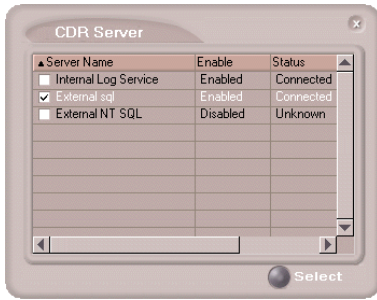 CDR Server
Server Name Enable Status
Internal Log Service Enabled Connected
External sql Enabled Connected
External NT SQL Disabled Unknown
Select